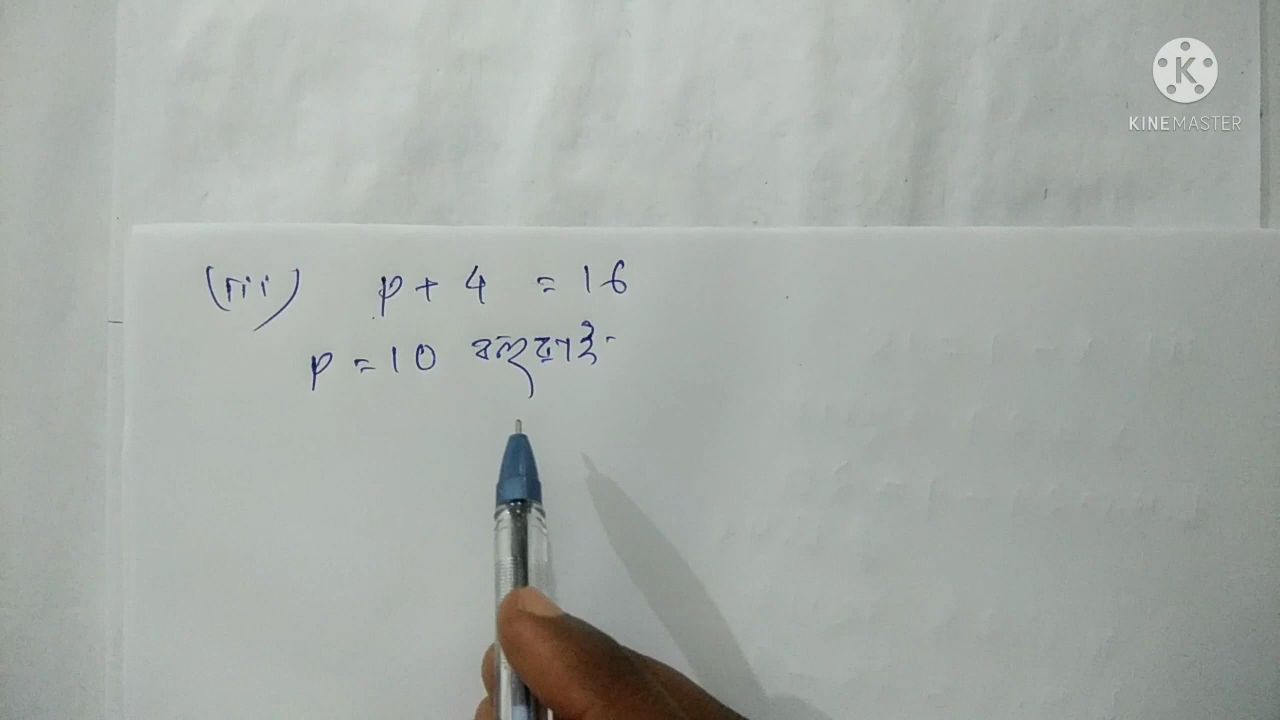 KINEMASTER
(iii) p + 4 = 16
p = 10